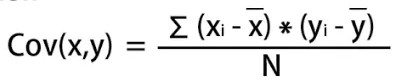 Cov(x,y) = Σ (xi - x̅) * (yi - y̅)
N